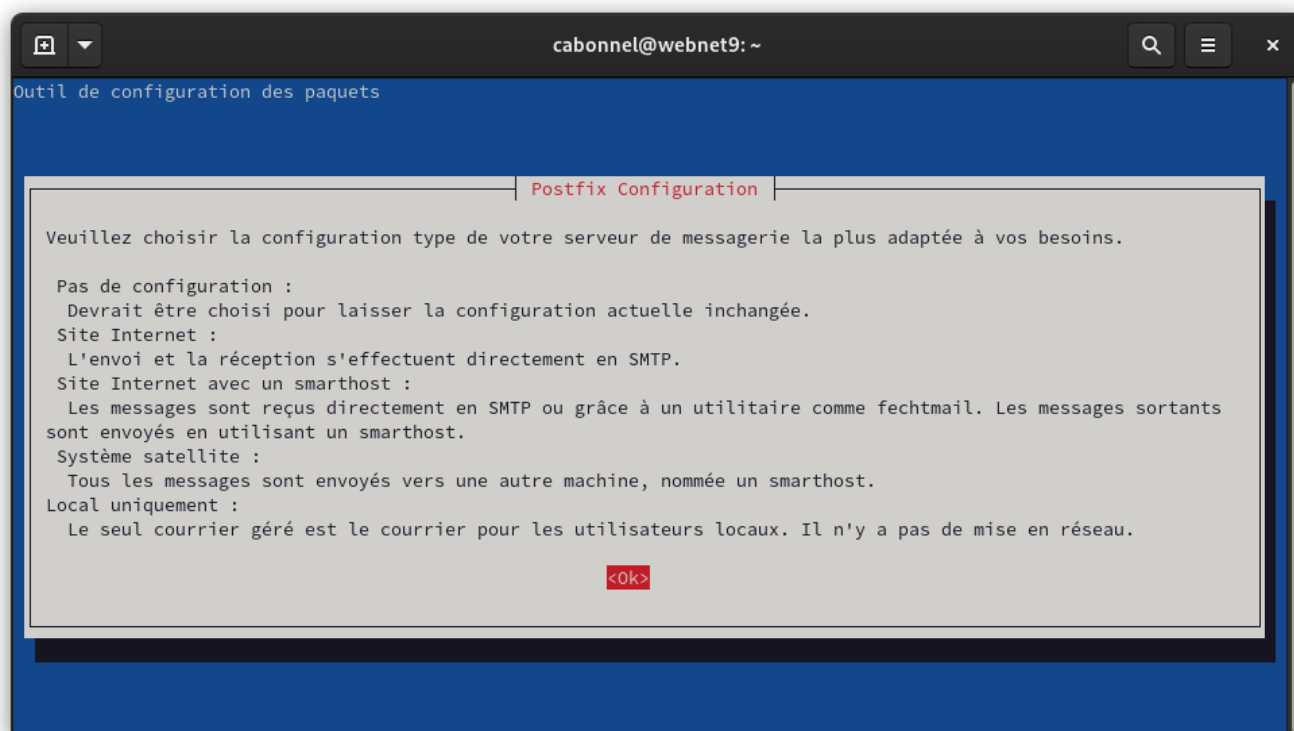 cabonnel@webnet9: ~
Outil de configuration des paquets
Postfix Configuration
Veuillez choisir la configuration type de votre serveur de messagerie la plus adaptée à vos besoins.
Pas de configuration :
Devrait être choisi pour laisser la configuration actuelle inchangée.
Site Internet :
L'envoi et la réception s'effectuent directement en SMTP.
Site Internet avec un smarthost :
Les messages sont reçus directement en SMTP ou grâce à un utilitaire comme fechtmail. Les messages sortants
sont envoyés en utilisant un smarthost.
Système satellite :
Tous les messages sont envoyés vers une autre machine, nommée un smarthost.
Local uniquement :
Le seul courrier géré est le courrier pour les utilisateurs locaux. Il n'y a pas de mise en réseau.
<Ok>